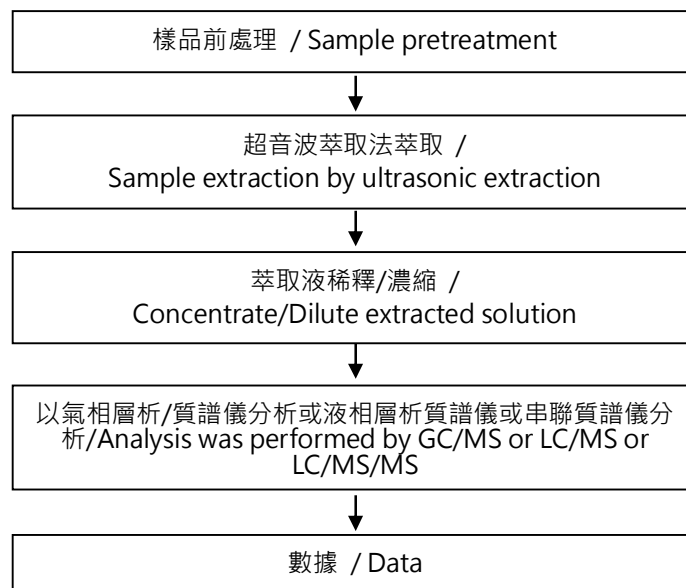 樣品前處理 / Sample pretreatment
超音波萃取法萃取 /
Sample extraction by ultrasonic extraction
萃取液稀釋/濃縮 /
Concentrate/Dilute extracted solution
以氣相層析/質譜儀分析或液相層析質譜儀或串聯質譜儀分
析/Analysis was performed by GC/MS or LC/MS or
LC/MS/MS
數據 / Data